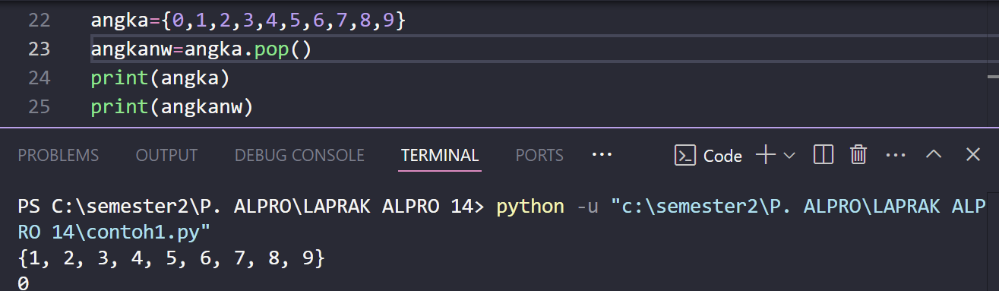 22 angka={0,1,2,3,4,5,6,7,8,9}
23 angkanw=angka.pop()
24 print(angka)
25 print(angkanw)
PROBLEMS OUTPUT DEBUG CONSOLE TERMINAL PORTS ··· Code ···
PS C:\semester2\P. ALPRO\LAPRAK ALPRO 14> python -u "c:\semester2\P. ALPRO\LAPRAK ALP
RO 14\contoh1.py"
{1, 2, 3, 4, 5, 6, 7, 8, 9}
0